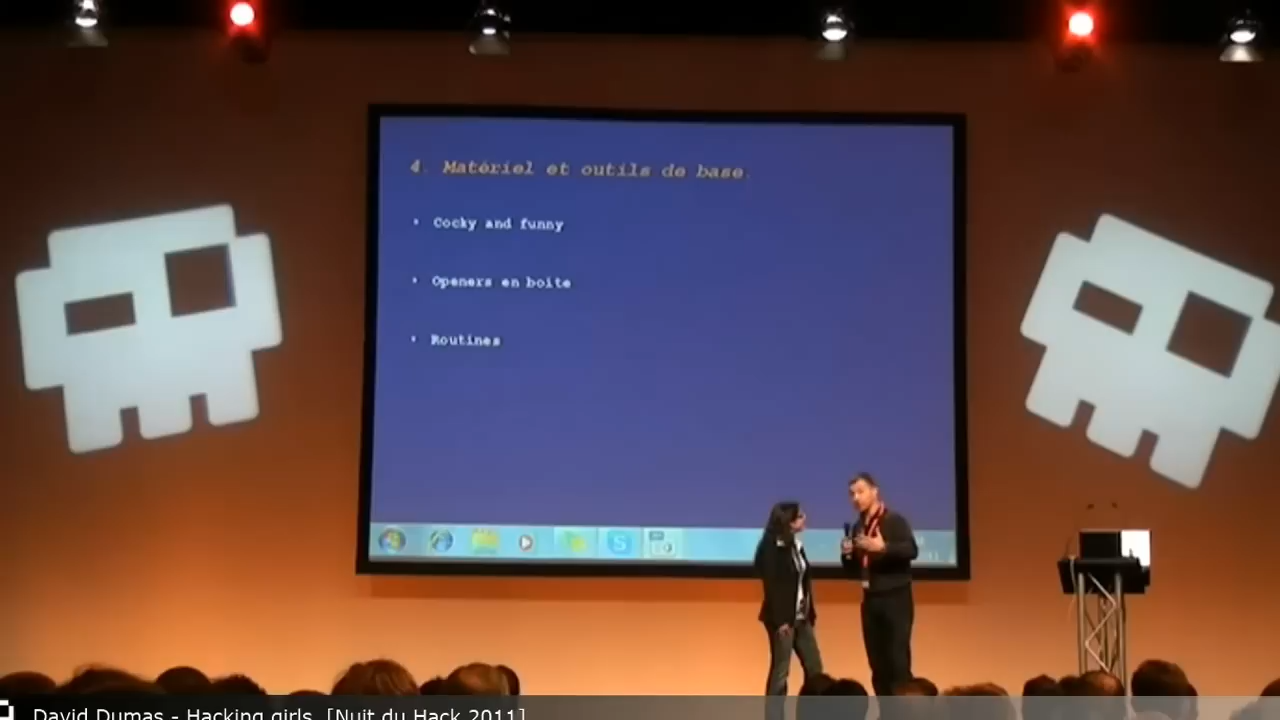 4. Matériel et outils de base.
• Cocky and funny
• Openers en boite
• Routines
David Dumas - Hacking girls. [Nuit du Hack 2011]